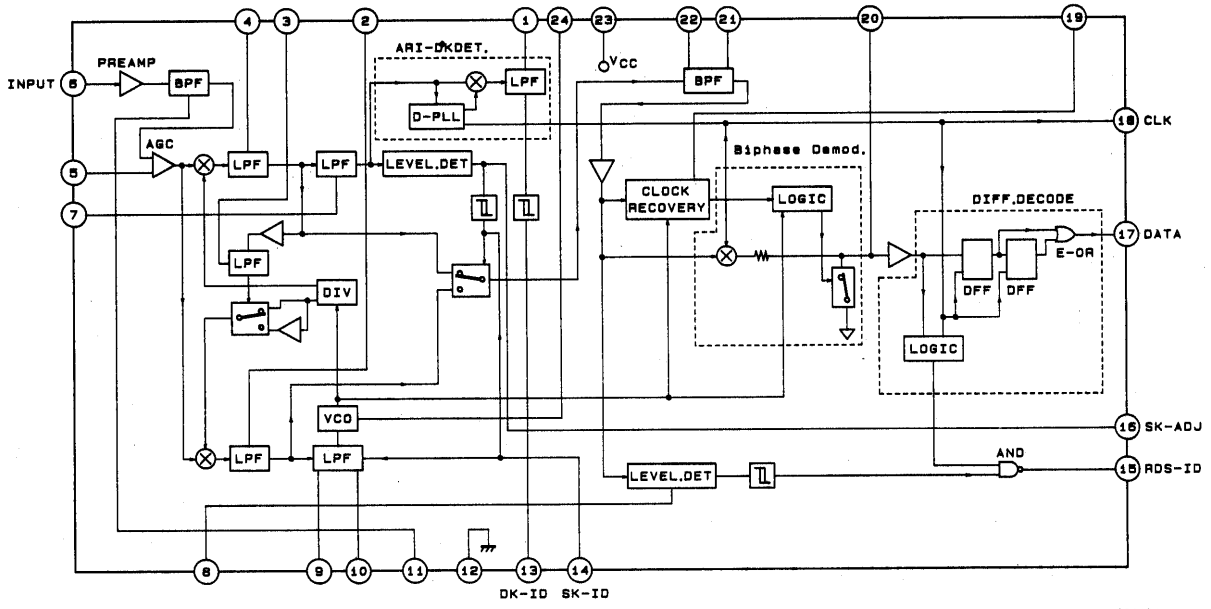 4 3 2 1 24 23 22 21 20 19
ARI-DKDET.
VCC
PREAMP
INPUT 6
BPF
LPF
BPF
D-PLL
18 CLK
AGC
Biphase Demod.
5
LPF
LPF
LEVEL.DET
CLOCK
RECOVERY
LOGIC
DIFF.DECODE
7
17 DATA
E-OR
LPF
DFF
DFF
DIV
LOGIC
VCO
16 SK-ADJ
LPF
LPF
AND
15 RDS-ID
LEVEL.DET
8 9 10 11 12 13 14
DK-ID SK-ID